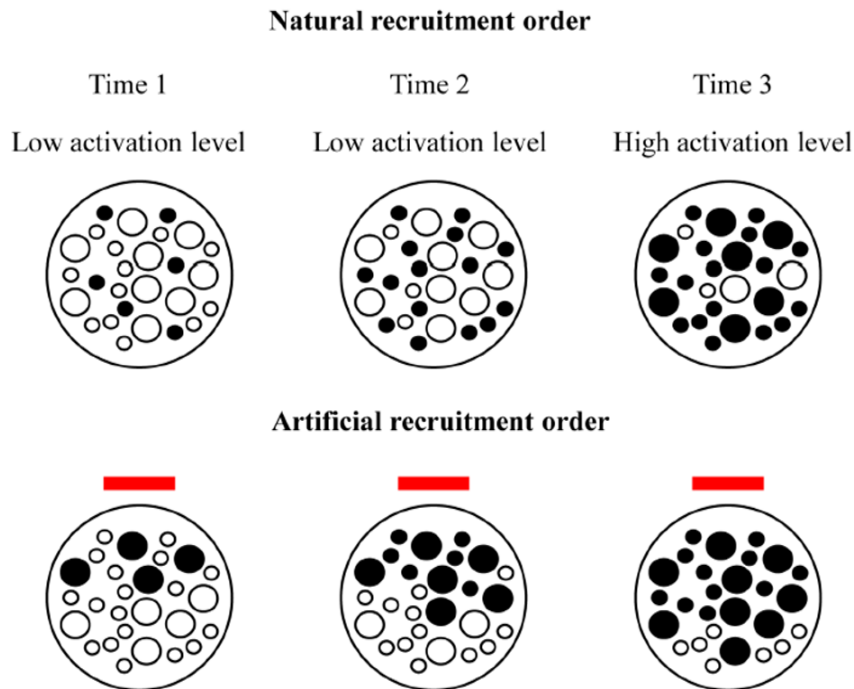 Natural recruitment order
Time 1 Time 2 Time 3
Low activation level Low activation level High activation level
Artificial recruitment order